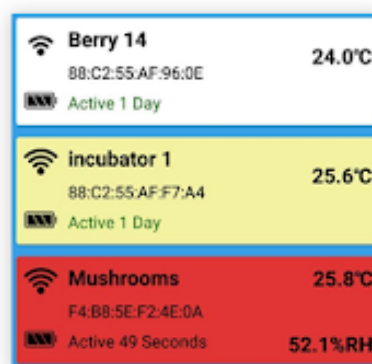 Berry 14
24.0°C
88:C2:55:AF:96:0E
Active 1 Day
incubator 1
25.6°C
88:C2:55:AF:F7:A4
Active 1 Day
Mushrooms
25.8°C
F4:B8:5E:F2:4E:0A
Active 49 Seconds
52.1%RH